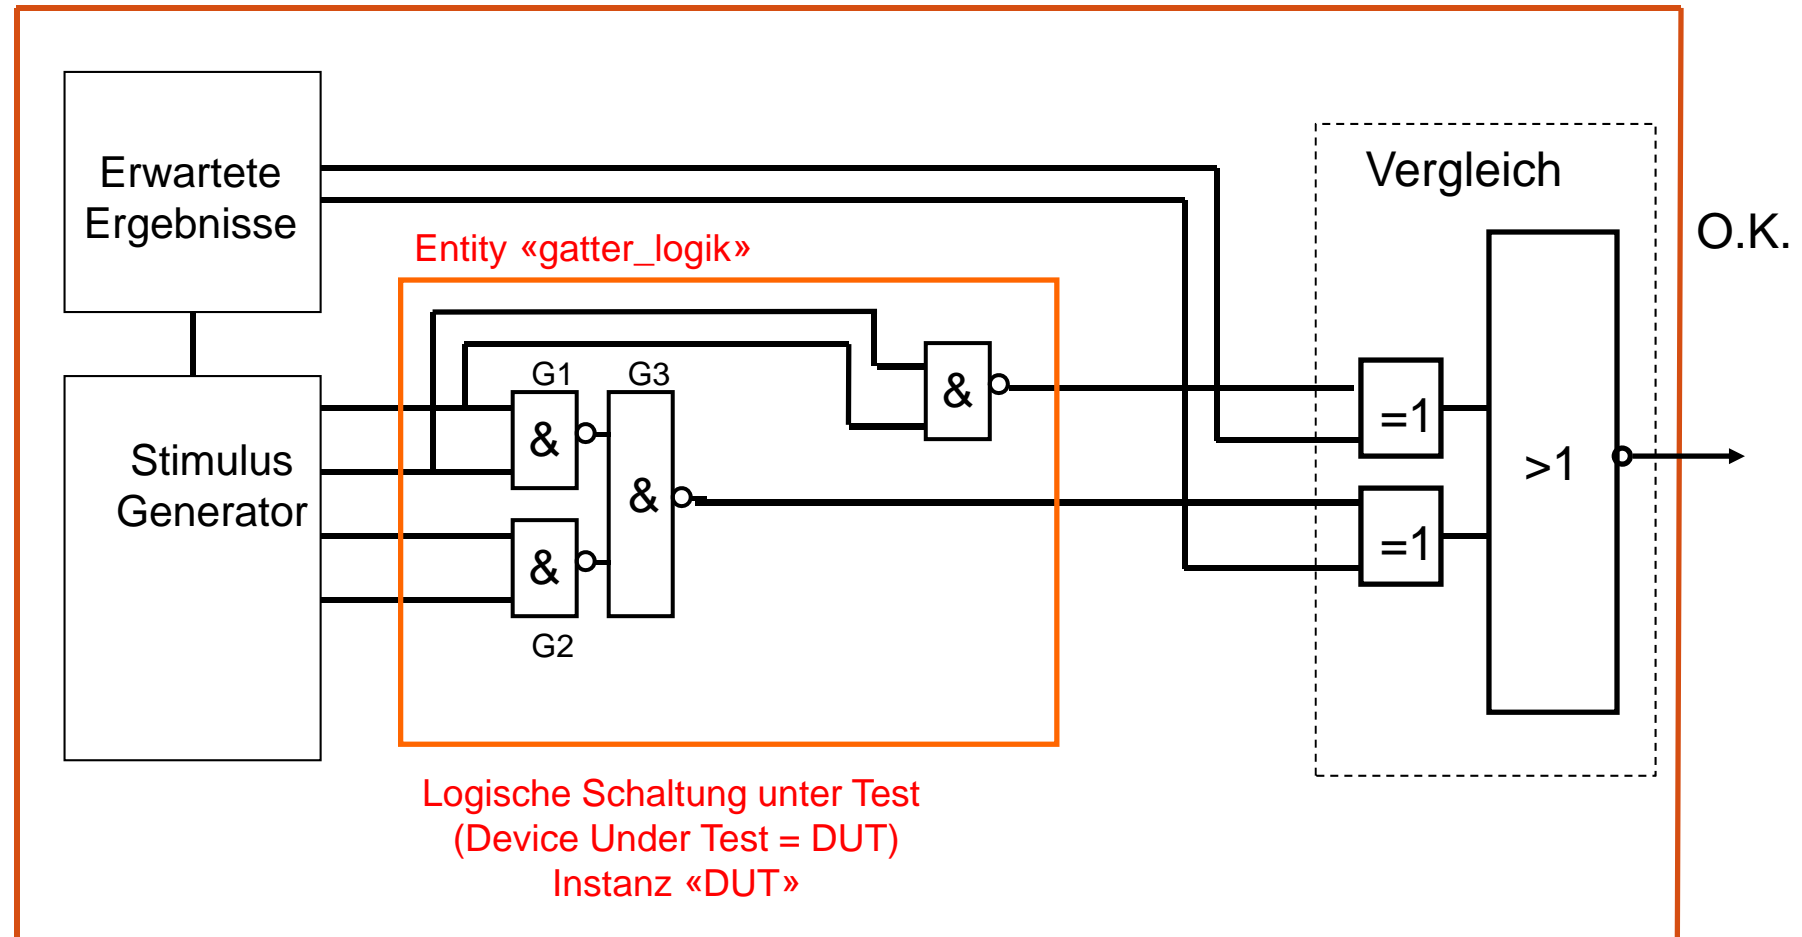 Erwartete
Ergebnisse
Entity «gatter_logik»
Vergleich
O.K.
G1
G3
&
&
&
&
=1
=1
>1
Stimulus
Generator
G2
Logische Schaltung unter Test
(Device Under Test = DUT)
Instanz «DUT»